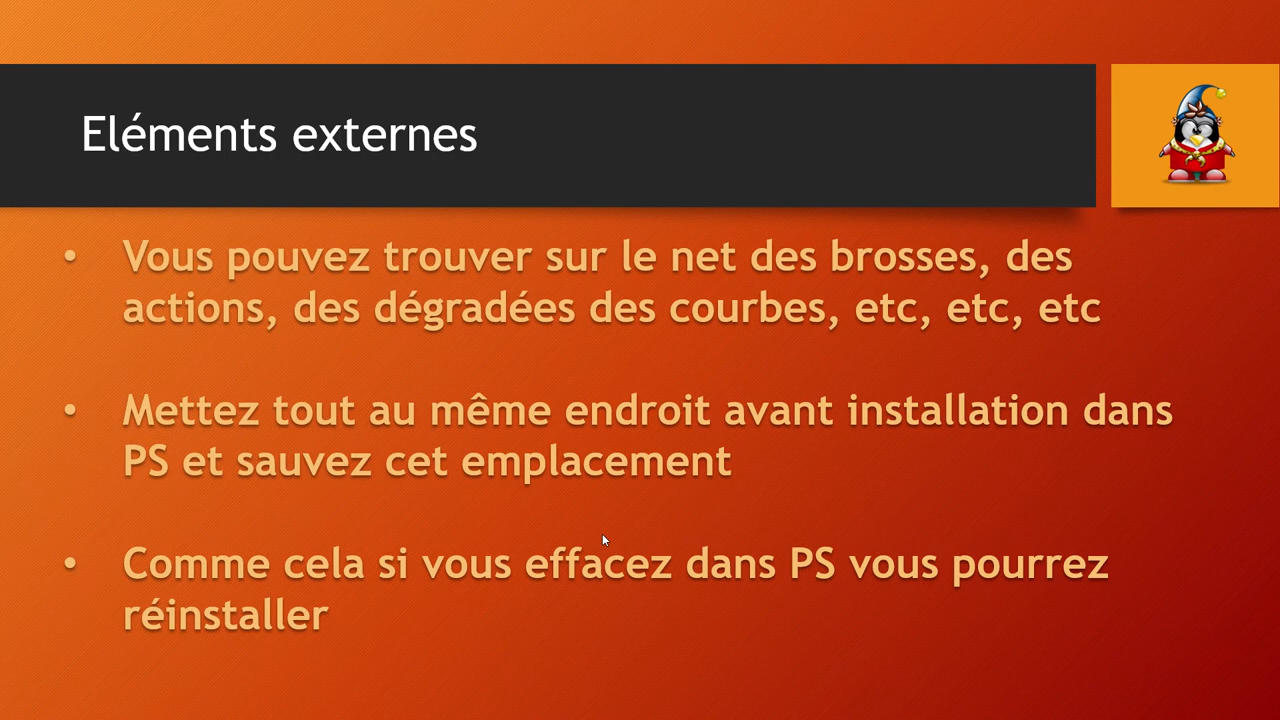 Eléments externes
• Vous pouvez trouver sur le net des brosses, des
actions, des dégradées des courbes, etc, etc, etc
• Mettez tout au même endroit avant installation dans
PS et sauvez cet emplacement
• Comme cela si vous effacez dans PS vous pourrez
réinstaller